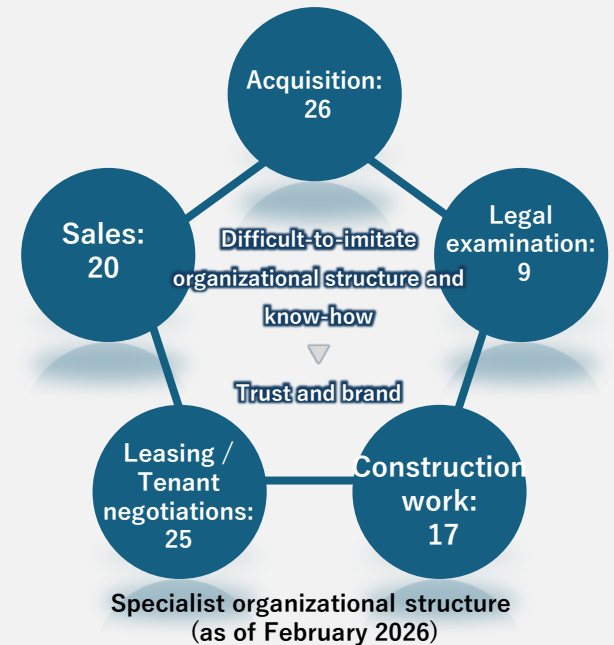 Acquisition:
26
Sales:
20
Legal
examination:
9
Difficult-to-imitate
organizational structure and
know-how
Trust and brand
Leasing /
Tenant
negotiations:
25
Construction
work:
17
Specialist organizational structure
(as of February 2026)